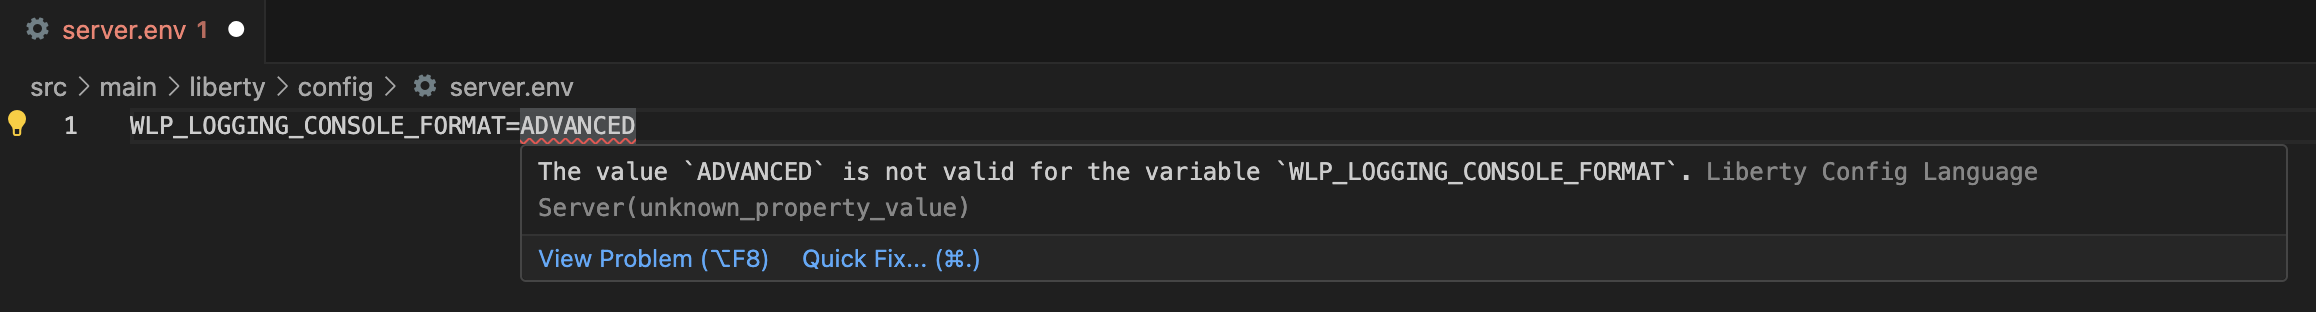 server.env 1
src > main > liberty > config > server.env
1 WLP_LOGGING_CONSOLE_FORMAT=ADVANCED
The value `ADVANCED` is not valid for the variable `WLP_LOGGING_CONSOLE_FORMAT`. Liberty Config Language
Server(unknown_property_value)
View Problem (⌥F8) Quick Fix... (⌘.)